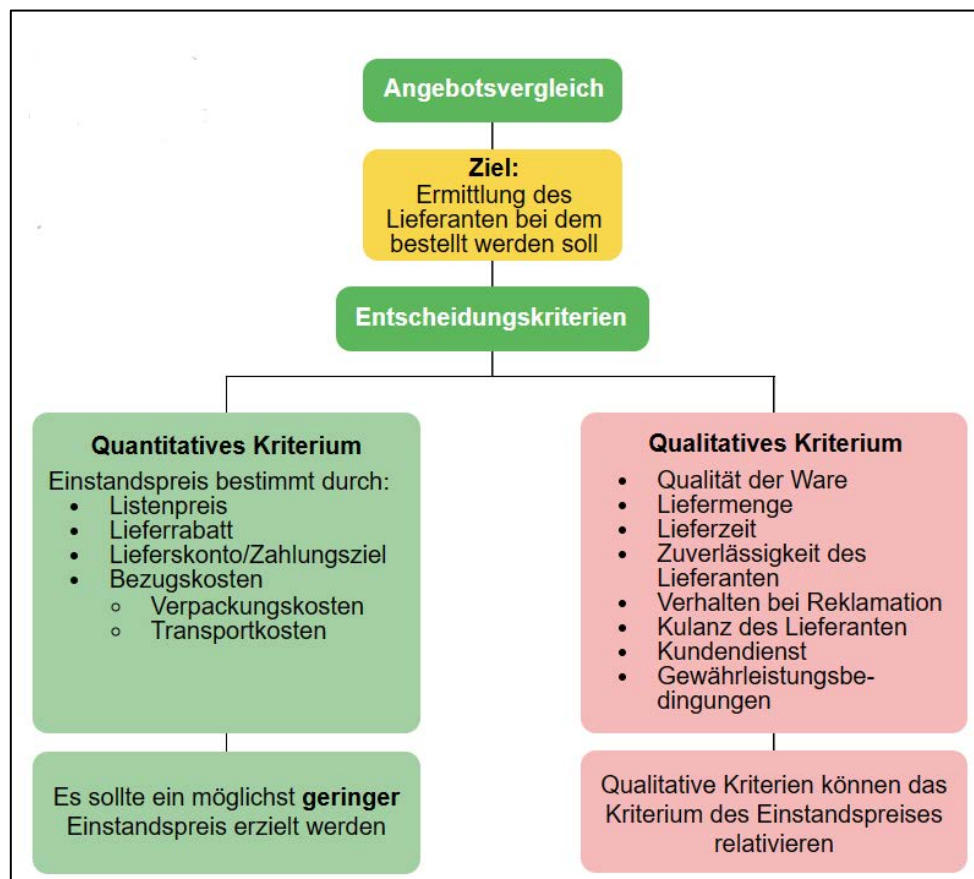 Angebotsvergleich
Ziel:
Ermittlung des
Lieferanten bei dem
bestellt werden soll
Entscheidungskriterien
Quantitatives Kriterium
Einstandspreis bestimmt durch:
• Listenpreis
• Lieferrabatt
• Lieferskonto/Zahlungsziel
• Bezugskosten
◦ Verpackungskosten
◦ Transportkosten
Es sollte ein möglichst geringer
Einstandspreis erzielt werden
Qualitatives Kriterium
• Qualität der Ware
• Liefermenge
• Lieferzeit
• Zuverlässigkeit des
Lieferanten
• Verhalten bei Reklamation
• Kulanz des Lieferanten
• Kundendienst
• Gewährleistungsbe-
dingungen
Qualitative Kriterien können das
Kriterium des Einstandspreises
relativieren